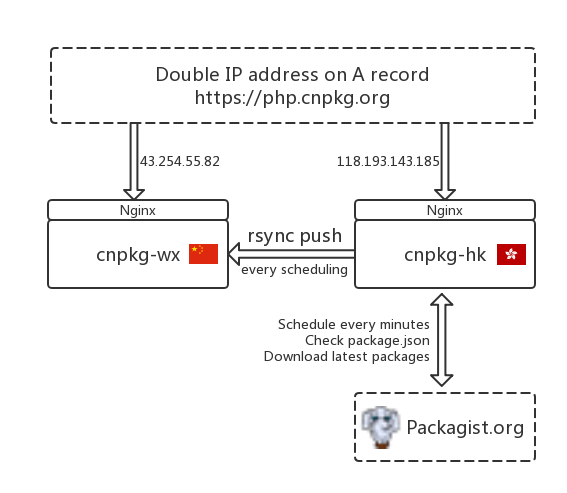 Double IP address on A record
https://php.cnpkg.org
43.254.55.82
118.193.143.185
Nginx
Nginx
cnpkg-wx
rsync push
every scheduling
cnpkg-hk
Schedule every minutes
Check package.json
Download latest packages
Packagist.org